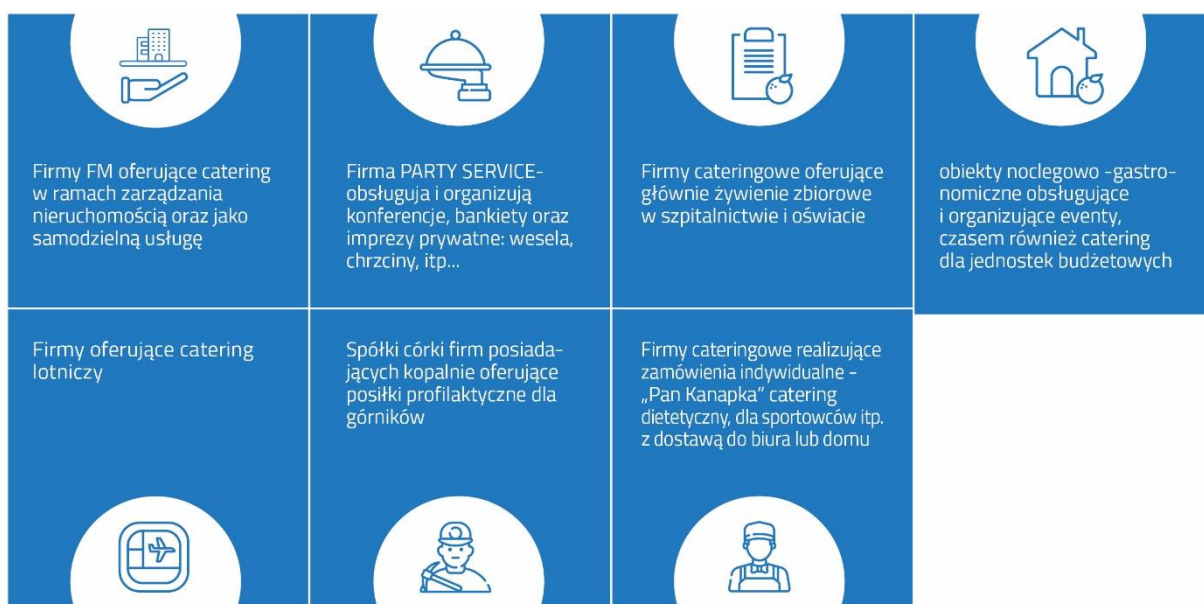 Firmy FM oferujące catering
w ramach zarządzania
nieruchomością oraz jako
samodzielną usługę
Firma PARTY SERVICE-
obsługuja i organizują
konferencje, bankiety oraz
imprezy prywatne: wesela,
chrzciny, itp...
Firmy cateringowe oferujące
głównie żywienie zbiorowe
w szpitalnictwie i oświacie
obiekty noclegowo -gastro-
nomiczne obsługujące
i organizujące eventy,
czasem również catering
dla jednostek budżetowych
Firmy oferujące catering
lotniczy
Spółki córki firm posiada-
jących kopalnie oferujące
posiłki profilaktyczne dla
górników
Firmy cateringowe realizujące
zamówienia indywidualne -
„Pan Kanapka” catering
dietetyczny, dla sportowców itp.
z dostawą do biura lub domu